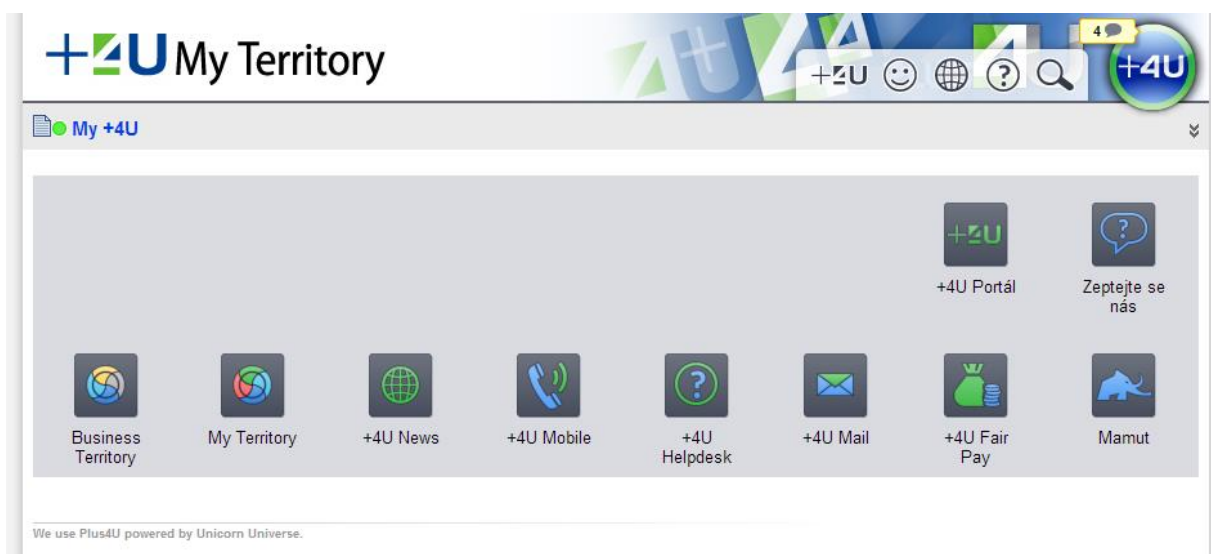 +4U My Territory
+4U
4
+4U
My +4U
+4U
+4U Portál
Zeptejte se
nás
Business
Territory
My Territory
+4U News
+4U Mobile
+4U
Helpdesk
+4U Mail
+4U Fair
Pay
Mamut
We use Plus4U powered by Unicorn Universe.